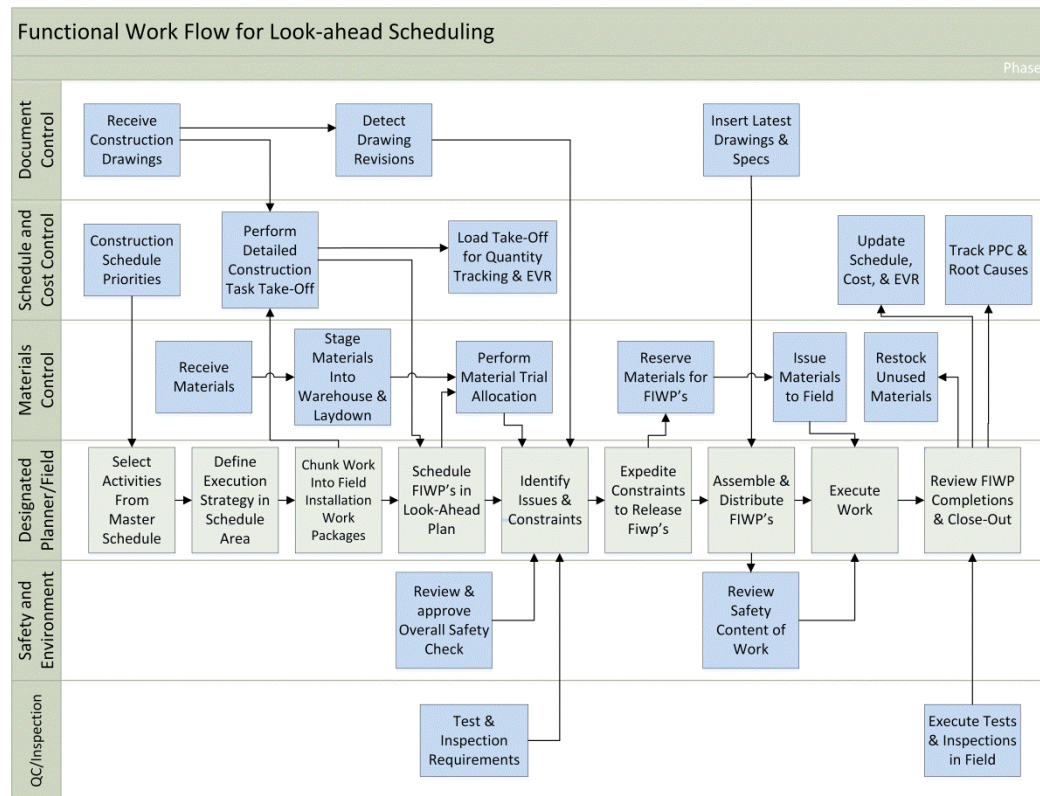 Functional Work Flow for Look-ahead Scheduling
Phase
Document
Control
Receive
Construction
Drawings
Detect
Drawing
Revisions
Insert Latest
Drawings &
Specs
Schedule and
Cost Control
Construction
Schedule
Priorities
Perform
Detailed
Construction
Task Take-Off
Load Take-Off
for Quantity
Tracking & EVR
Update
Schedule,
Cost, & EVR
Track PPC &
Root Causes
Materials
Control
Receive
Materials
Stage
Materials
Into
Warehouse &
Laydown
Perform
Material Trial
Allocation
Reserve
Materials for
FIWP's
Issue
Materials
to Field
Restock
Unused
Materials
Designated
Planner/Field
Select
Activities
From
Master
Schedule
Define
Execution
Strategy in
Schedule
Area
Chunk Work
Into Field
Installation
Work
Packages
Schedule
FIWP's in
Look-Ahead
Plan
Identify
Issues &
Constraints
Expedite
Constraints
to Release
Fiwp's
Assemble &
Distribute
FIWP's
Execute
Work
Review FIWP
Completions
& Close-Out
Safety and
Environment
Review &
approve
Overall Safety
Check
Review
Safety
Content of
Work
QC/Inspection
Test &
Inspection
Requirements
Execute Tests
& Inspections
in Field